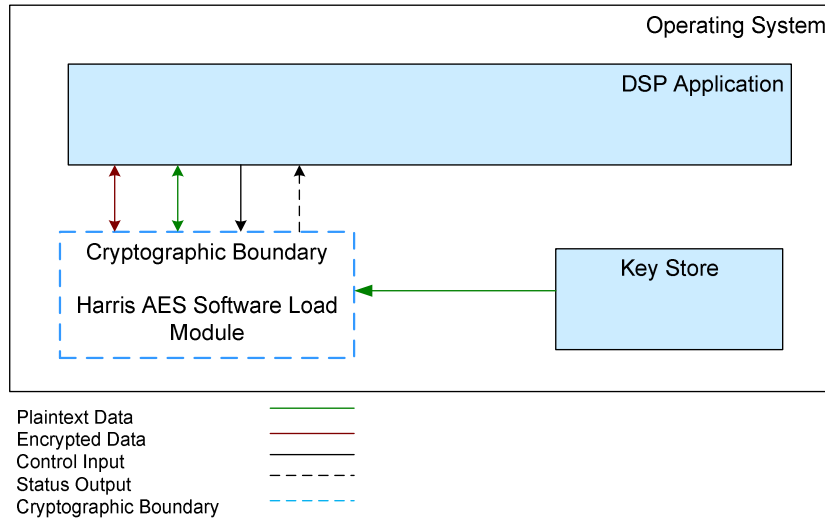 Operating System
DSP Application
Cryptographic Boundary
Harris AES Software Load
Module
Key Store
Plaintext Data
Encrypted Data
Control Input
Status Output
Cryptographic Boundary